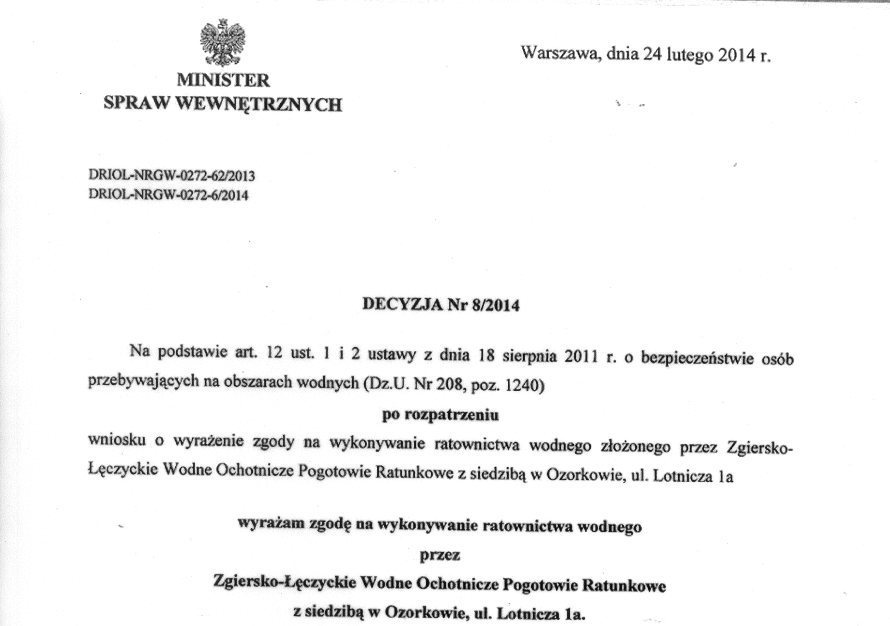 MINISTER
SPRAW WEWNĘTRZNYCH
Warszawa, dnia 24 lutego 2014 r.
DRIOL-NRGW-0272-62/2013
DRIOL-NRGW-0272-6/2014
DECYZJA Nr 8/2014
Na podstawie art. 12 ust. 1 i 2 ustawy z dnia 18 sierpnia 2011 r. o bezpieczeństwie osób
przebywających na obszarach wodnych (Dz.U. Nr 208, poz. 1240)
po rozpatrzeniu
wniosku o wyrażenie zgody na wykonywanie ratownictwa wodnego złożonego przez Zgiersko-
Łęczyckie Wodne Ochotnicze Pogotowie Ratunkowe z siedzibą w Ozorkowie, ul. Lotnicza 1a
wyrażam zgodę na wykonywanie ratownictwa wodnego
przez
Zgiersko-Łęczyckie Wodne Ochotnicze Pogotowie Ratunkowe
z siedzibą w Ozorkowie, ul. Lotnicza 1a.